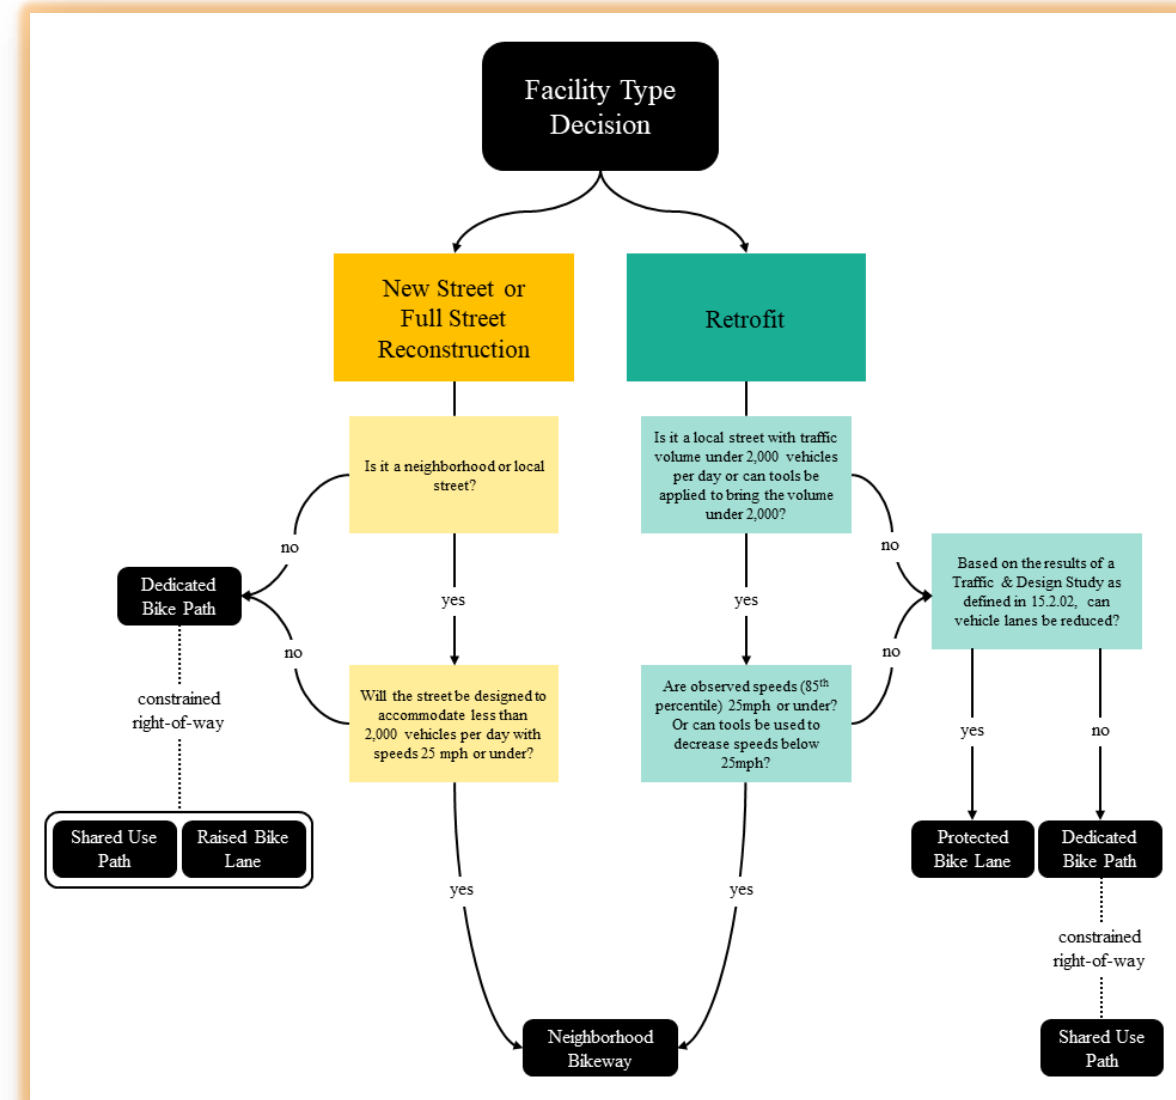 Facility Type
Decision
New Street or
Full Street
Reconstruction
Retrofit
Is it a neighborhood or local
street?
Is it a local street with traffic
volume under 2,000 vehicles
per day or can tools be
applied to bring the volume
under 2,000?
no
no
Based on the results of a
Traffic & Design Study as
defined in 15.2.02, can
vehicle lanes be reduced?
Dedicated
Bike Path
yes
yes
no
no
constrained
right-of-way
Will the street be designed to
accommodate less than
2,000 vehicles per day with
speeds 25 mph or under?
Are observed speeds (85th
percentile) 25mph or under?
Or can tools be used to
decrease speeds below
25mph?
yes
no
Shared Use
Path
Raised Bike
Lane
Protected
Bike Lane
Dedicated
Bike Path
yes
yes
constrained
right-of-way
Neighborhood
Bikeway
Shared Use
Path